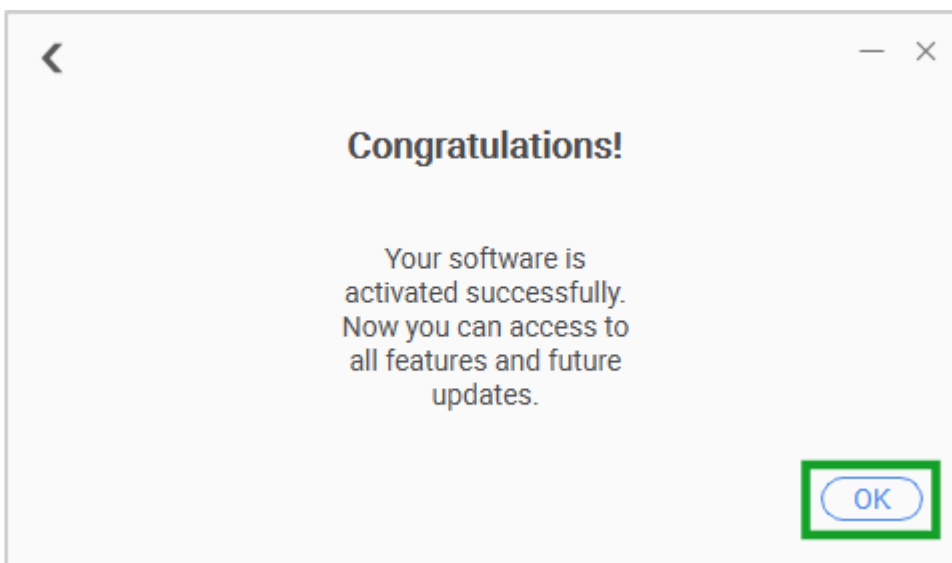 Congratulations!
Your software is
activated successfully.
Now you can access to
all features and future
updates.
OK